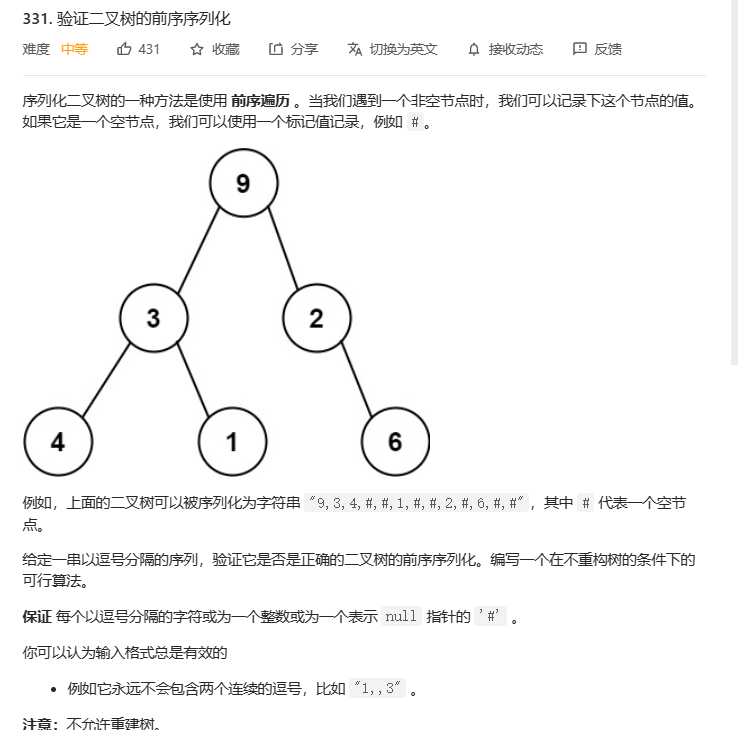 331. 验证二叉树的前序序列化
难度 中等 431 收藏 分享 切换为英文 接收动态 反馈
序列化二叉树的一种方法是使用 前序遍历 。当我们遇到一个非空节点时，我们可以记录下这个节点的值。
如果它是一个空节点，我们可以使用一个标记值记录，例如 #。
9
3 2
4 1 6
例如，上面的二叉树可以被序列化为字符串 "9,3,4,#,#,1,#,#,2,#,6,#,#"，其中 # 代表一个空节
点。
给定一串以逗号分隔的序列，验证它是否是正确的二叉树的前序序列化。编写一个在不重构树的条件下的
可行算法。
保证 每个以逗号分隔的字符或为一个整数或为一个表示 null 指针的 '#' 。
你可以认为输入格式总是有效的
• 例如它永远不会包含两个连续的逗号，比如 "1,,3" 。
注意：不允许重建树。